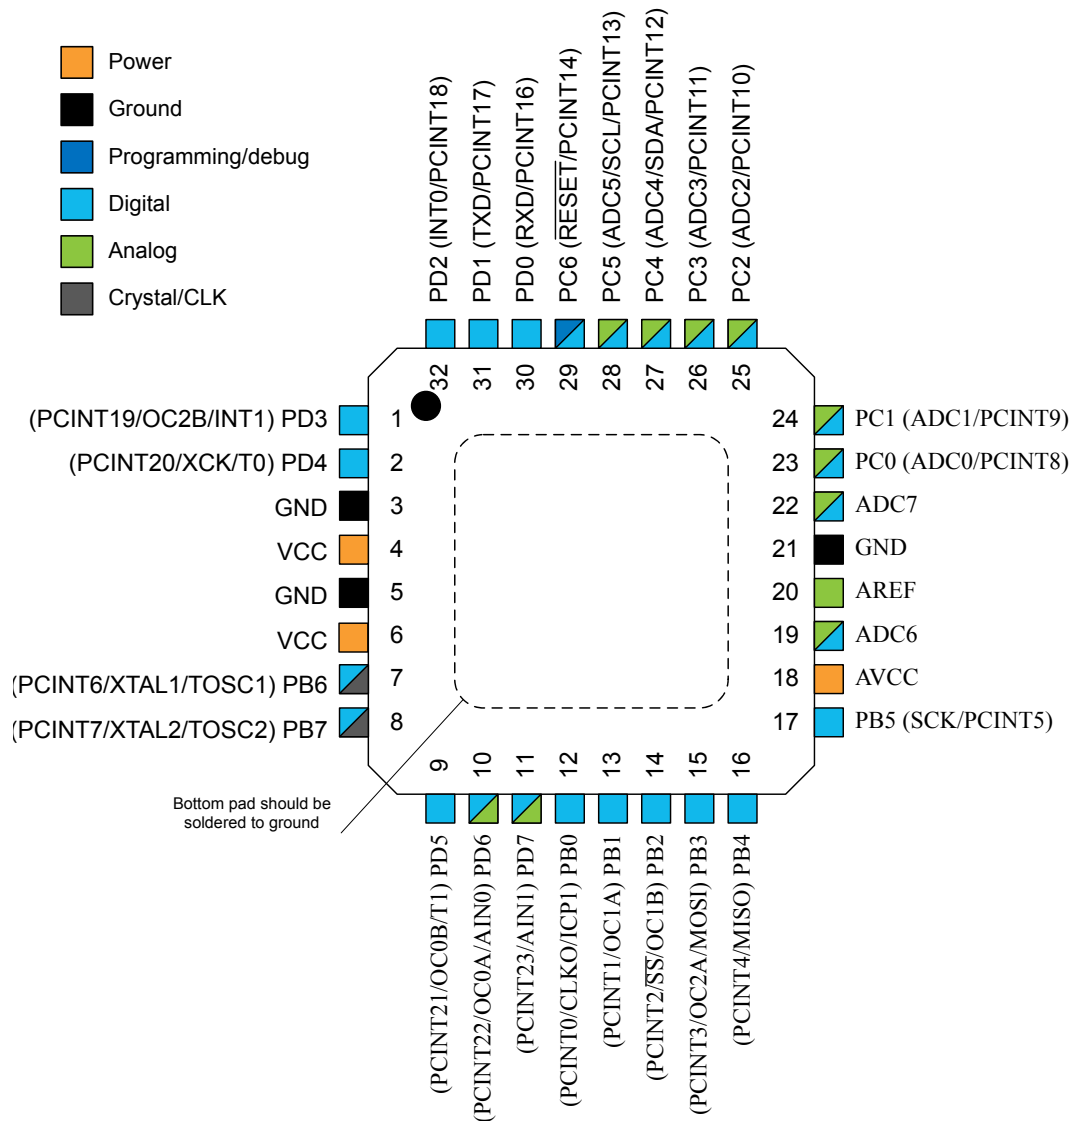 Power
Ground
Programming/debug
Digital
Analog
Crystal/CLK
PD2 (INT0/PCINT18)
PD1 (TXD/PCINT17)
PD0 (RXD/PCINT16)
PC6 (RESET/PCINT14)
PC5 (ADC5/SCL/PCINT13)
PC4 (ADC4/SDA/PCINT12)
PC3 (ADC3/PCINT11)
PC2 (ADC2/PCINT10)
32
31
30
29
28
27
26
25
(PCINT19/OC2B/INT1) PD3
1
(PCINT20/XCK/T0) PD4
2
GND
3
VCC
4
GND
5
VCC
6
(PCINT6/XTAL1/TOSC1) PB6
7
(PCINT7/XTAL2/TOSC2) PB7
8
24
PC1 (ADC1/PCINT9)
23
PC0 (ADC0/PCINT8)
22
ADC7
21
GND
20
AREF
19
ADC6
18
AVCC
17
PB5 (SCK/PCINT5)
9
10
11
12
13
14
15
16
Bottom pad should be
soldered to ground
(PCINT21/OC0B/T1) PD5
(PCINT22/OC0A/AIN0) PD6
(PCINT23/AIN1) PD7
(PCINT0/CLKO/ICP1) PB0
(PCINT1/OC1A) PB1
(PCINT2/SS/OC1B) PB2
(PCINT3/OC2A/MOSI) PB3
(PCINT4/MISO) PB4